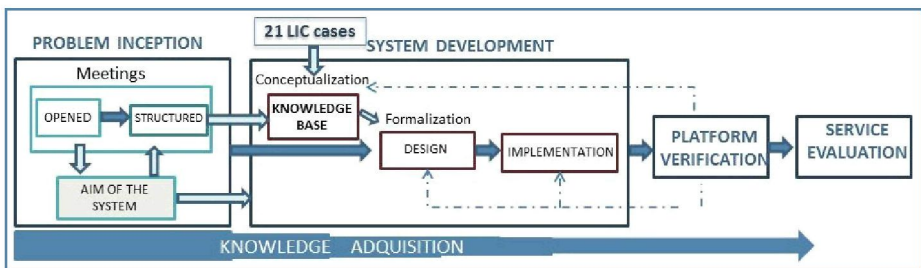 21 LIC cases
PROBLEM INCEPTION
SYSTEM DEVELOPMENT
Meetings
Conceptualization
OPENED
STRUCTURED
KNOWLEDGE
BASE
Formalization
DESIGN
IMPLEMENTATION
PLATFORM
VERIFICATION
SERVICE
EVALUATION
AIM OF THE
SYSTEM
KNOWLEDGE ADQUISITION